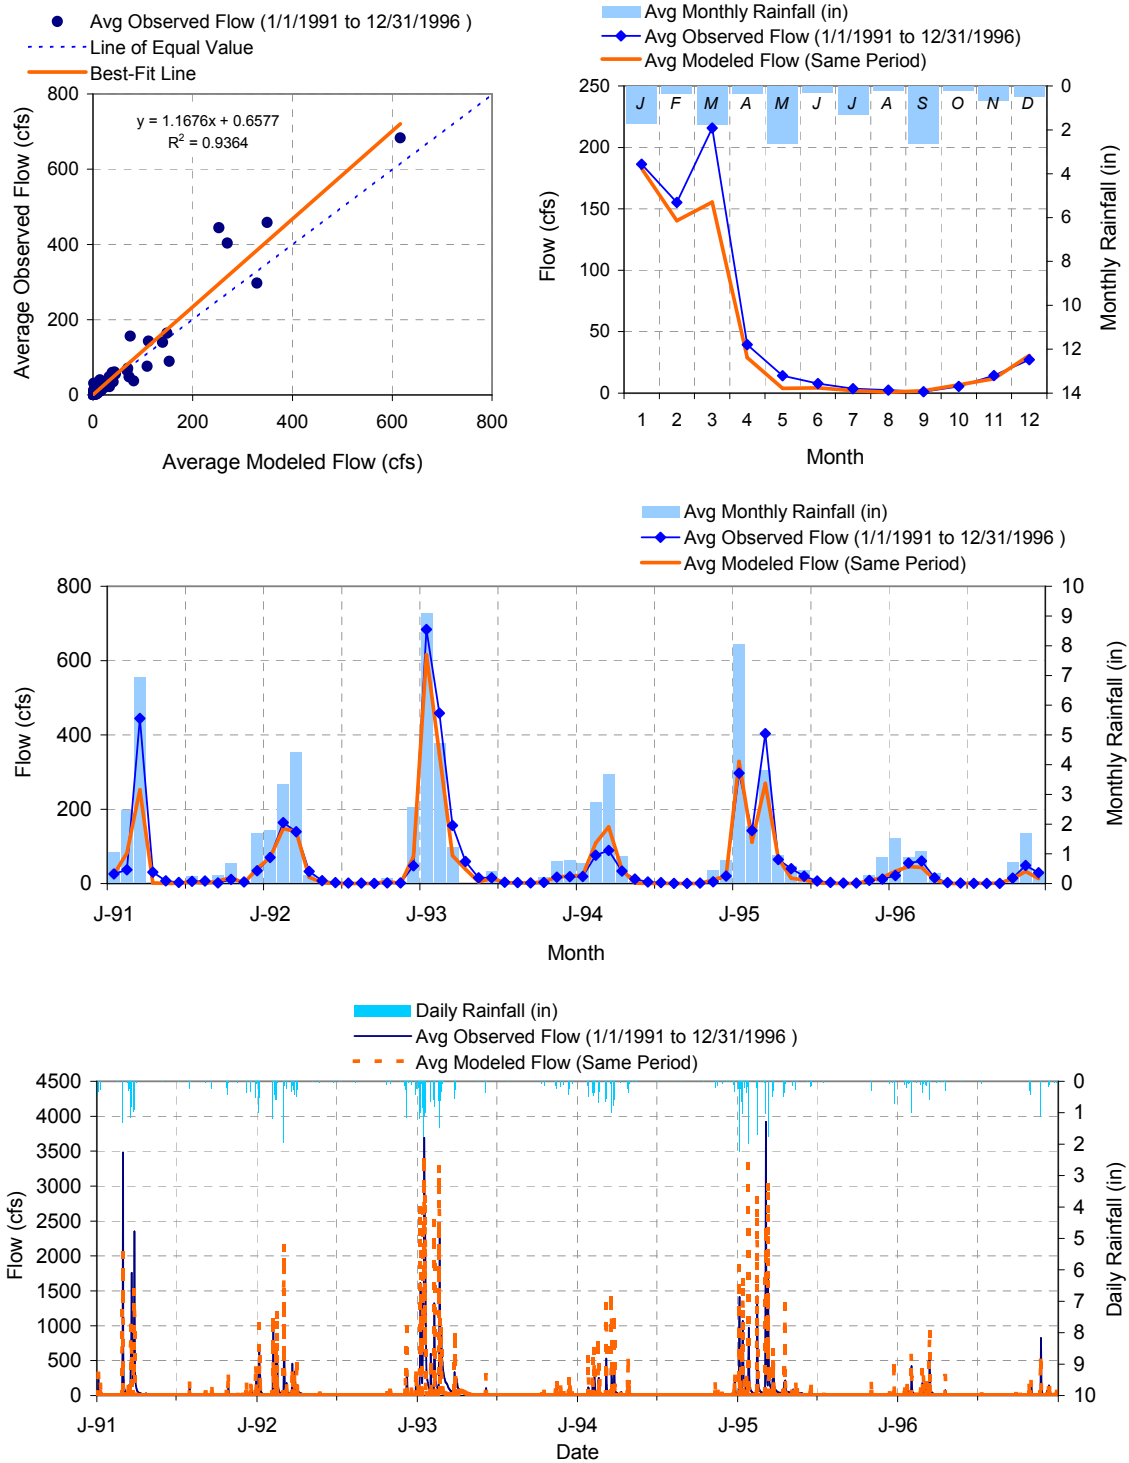 Avg Observed Flow (1/1/1991 to 12/31/1996 )
Line of Equal Value
Best-Fit Line
800
600
400
200
0
y = 1.1676x + 0.6577
R² = 0.9364
0 200 400 600 800
Average Observed Flow (cfs)
Average Modeled Flow (cfs)
Avg Monthly Rainfall (in)
Avg Observed Flow (1/1/1991 to 12/31/1996)
Avg Modeled Flow (Same Period)
250
200
150
100
50
0
J F M A M J J A S O N D
0
2
4
6
8
10
12
14
1 2 3 4 5 6 7 8 9 10 11 12
Flow (cfs)
Monthly Rainfall (in)
Month
Avg Monthly Rainfall (in)
Avg Observed Flow (1/1/1991 to 12/31/1996 )
Avg Modeled Flow (Same Period)
800
600
400
200
0
10
9
8
7
6
5
4
3
2
1
0
J-91 J-92 J-93 J-94 J-95 J-96
Flow (cfs)
Monthly Rainfall (in)
Month
Daily Rainfall (in)
Avg Observed Flow (1/1/1991 to 12/31/1996 )
Avg Modeled Flow (Same Period)
4500
4000
3500
3000
2500
2000
1500
1000
500
0
0
1
2
3
4
5
6
7
8
9
10
J-91 J-92 J-93 J-94 J-95 J-96
Flow (cfs)
Daily Rainfall (in)
Date